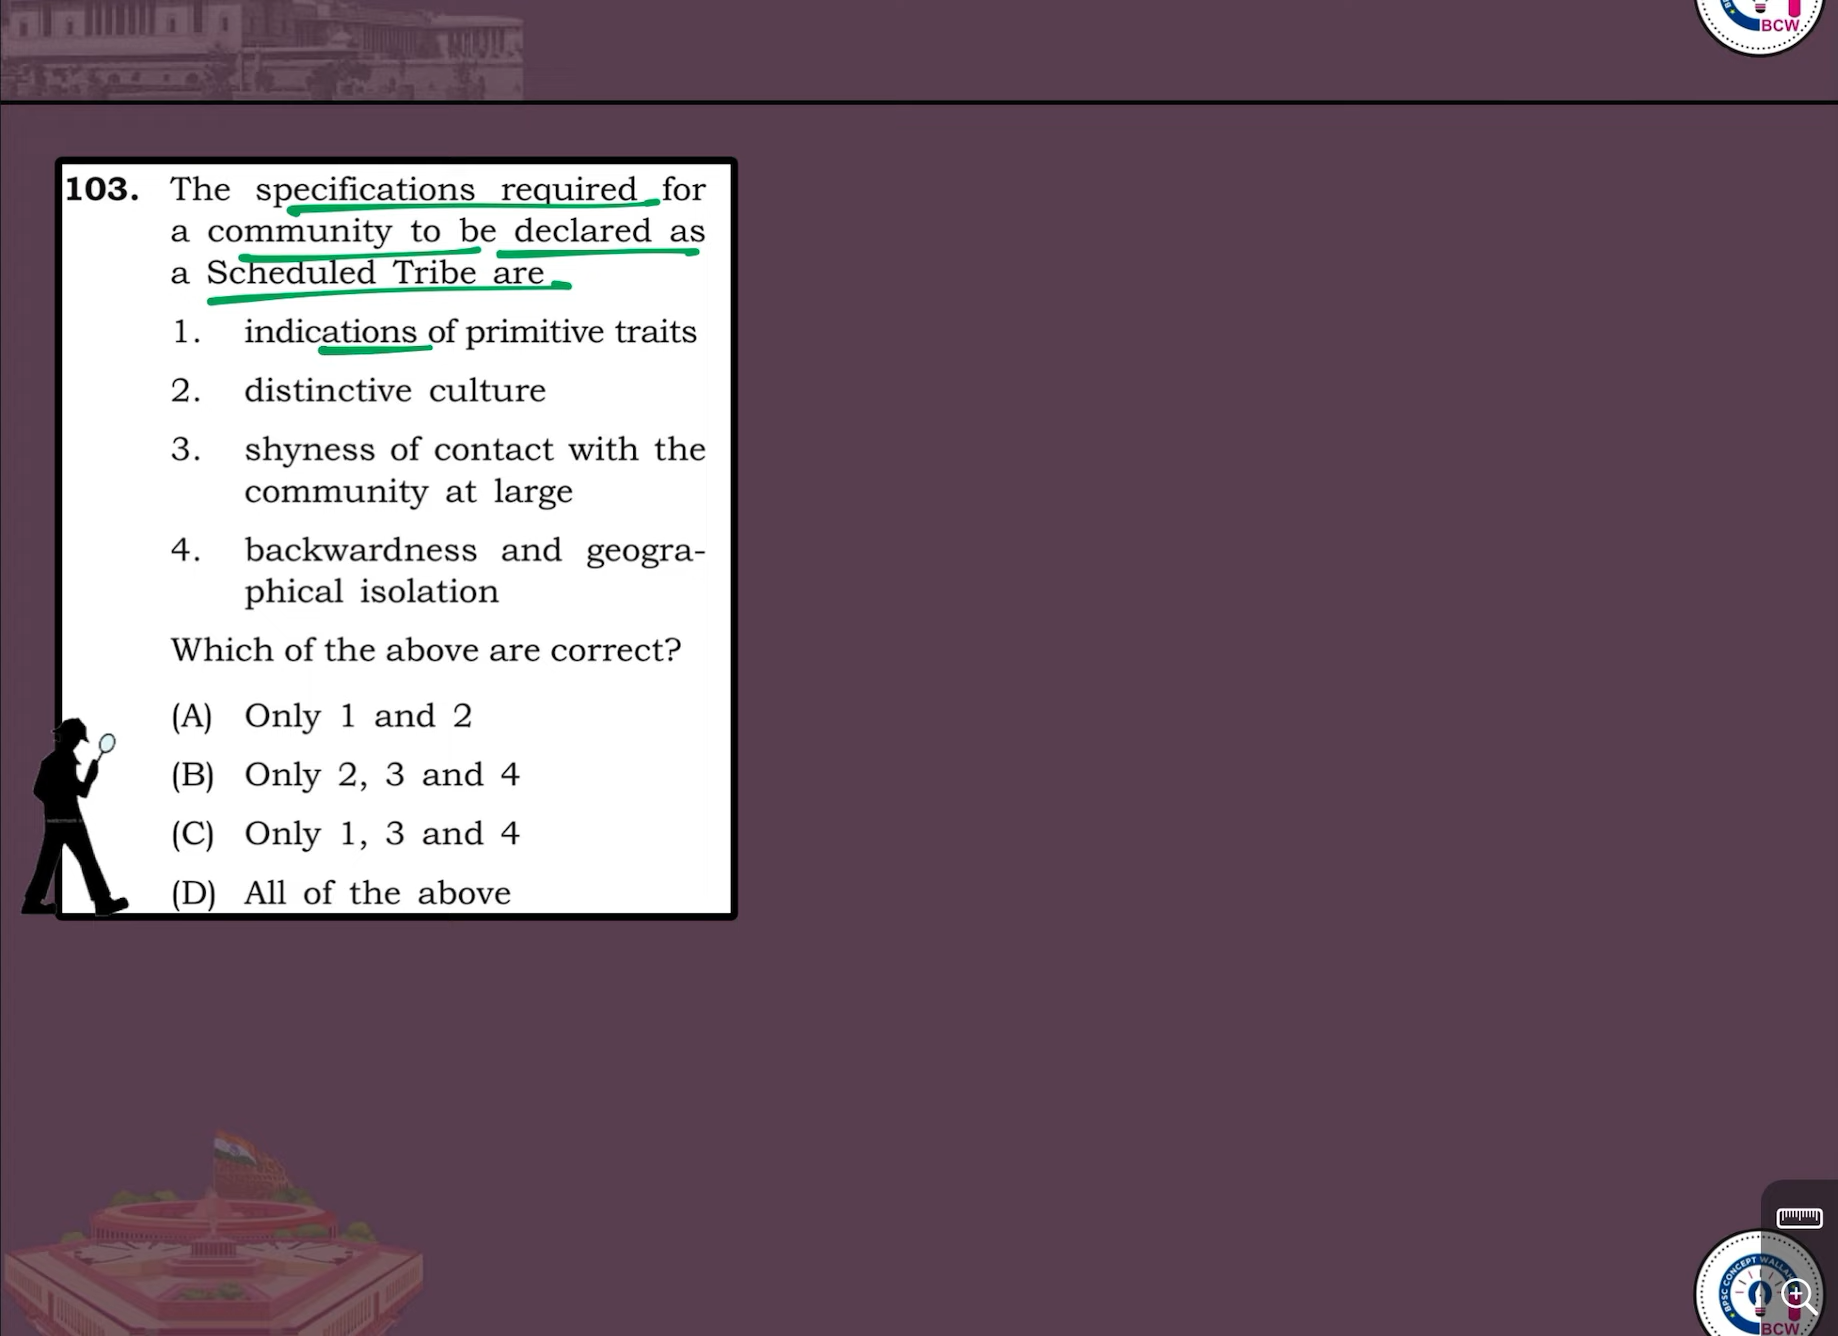 BCW
103. The specifications required for
a community to be declared as
a Scheduled Tribe are
1. indications of primitive traits
2. distinctive culture
3. shyness of contact with the
community at large
4. backwardness and geogra-
phical isolation
Which of the above are correct?
(A) Only 1 and 2
(B) Only 2, 3 and 4
(C) Only 1, 3 and 4
(D) All of the above
BPSC CONCEPT
BCW